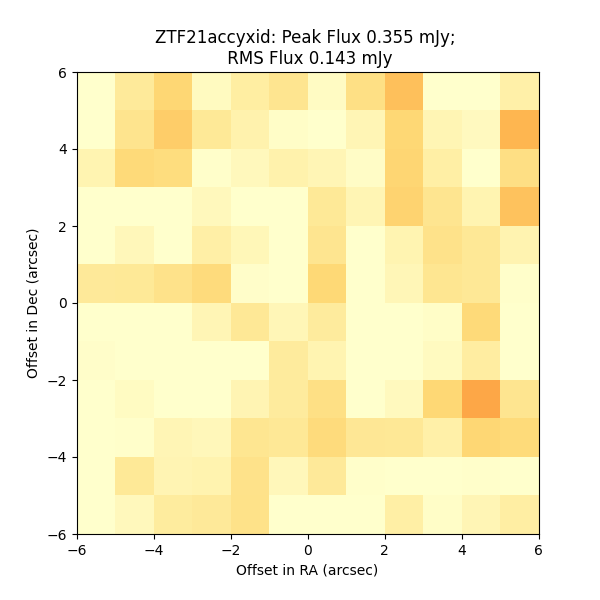 ZTF21accyxid: Peak Flux 0.355 mJy;
RMS Flux 0.143 mJy
6
4
2
0
−2
−4
−6
Offset in Dec (arcsec)
−6 −4 −2 0 2 4 6
Offset in RA (arcsec)